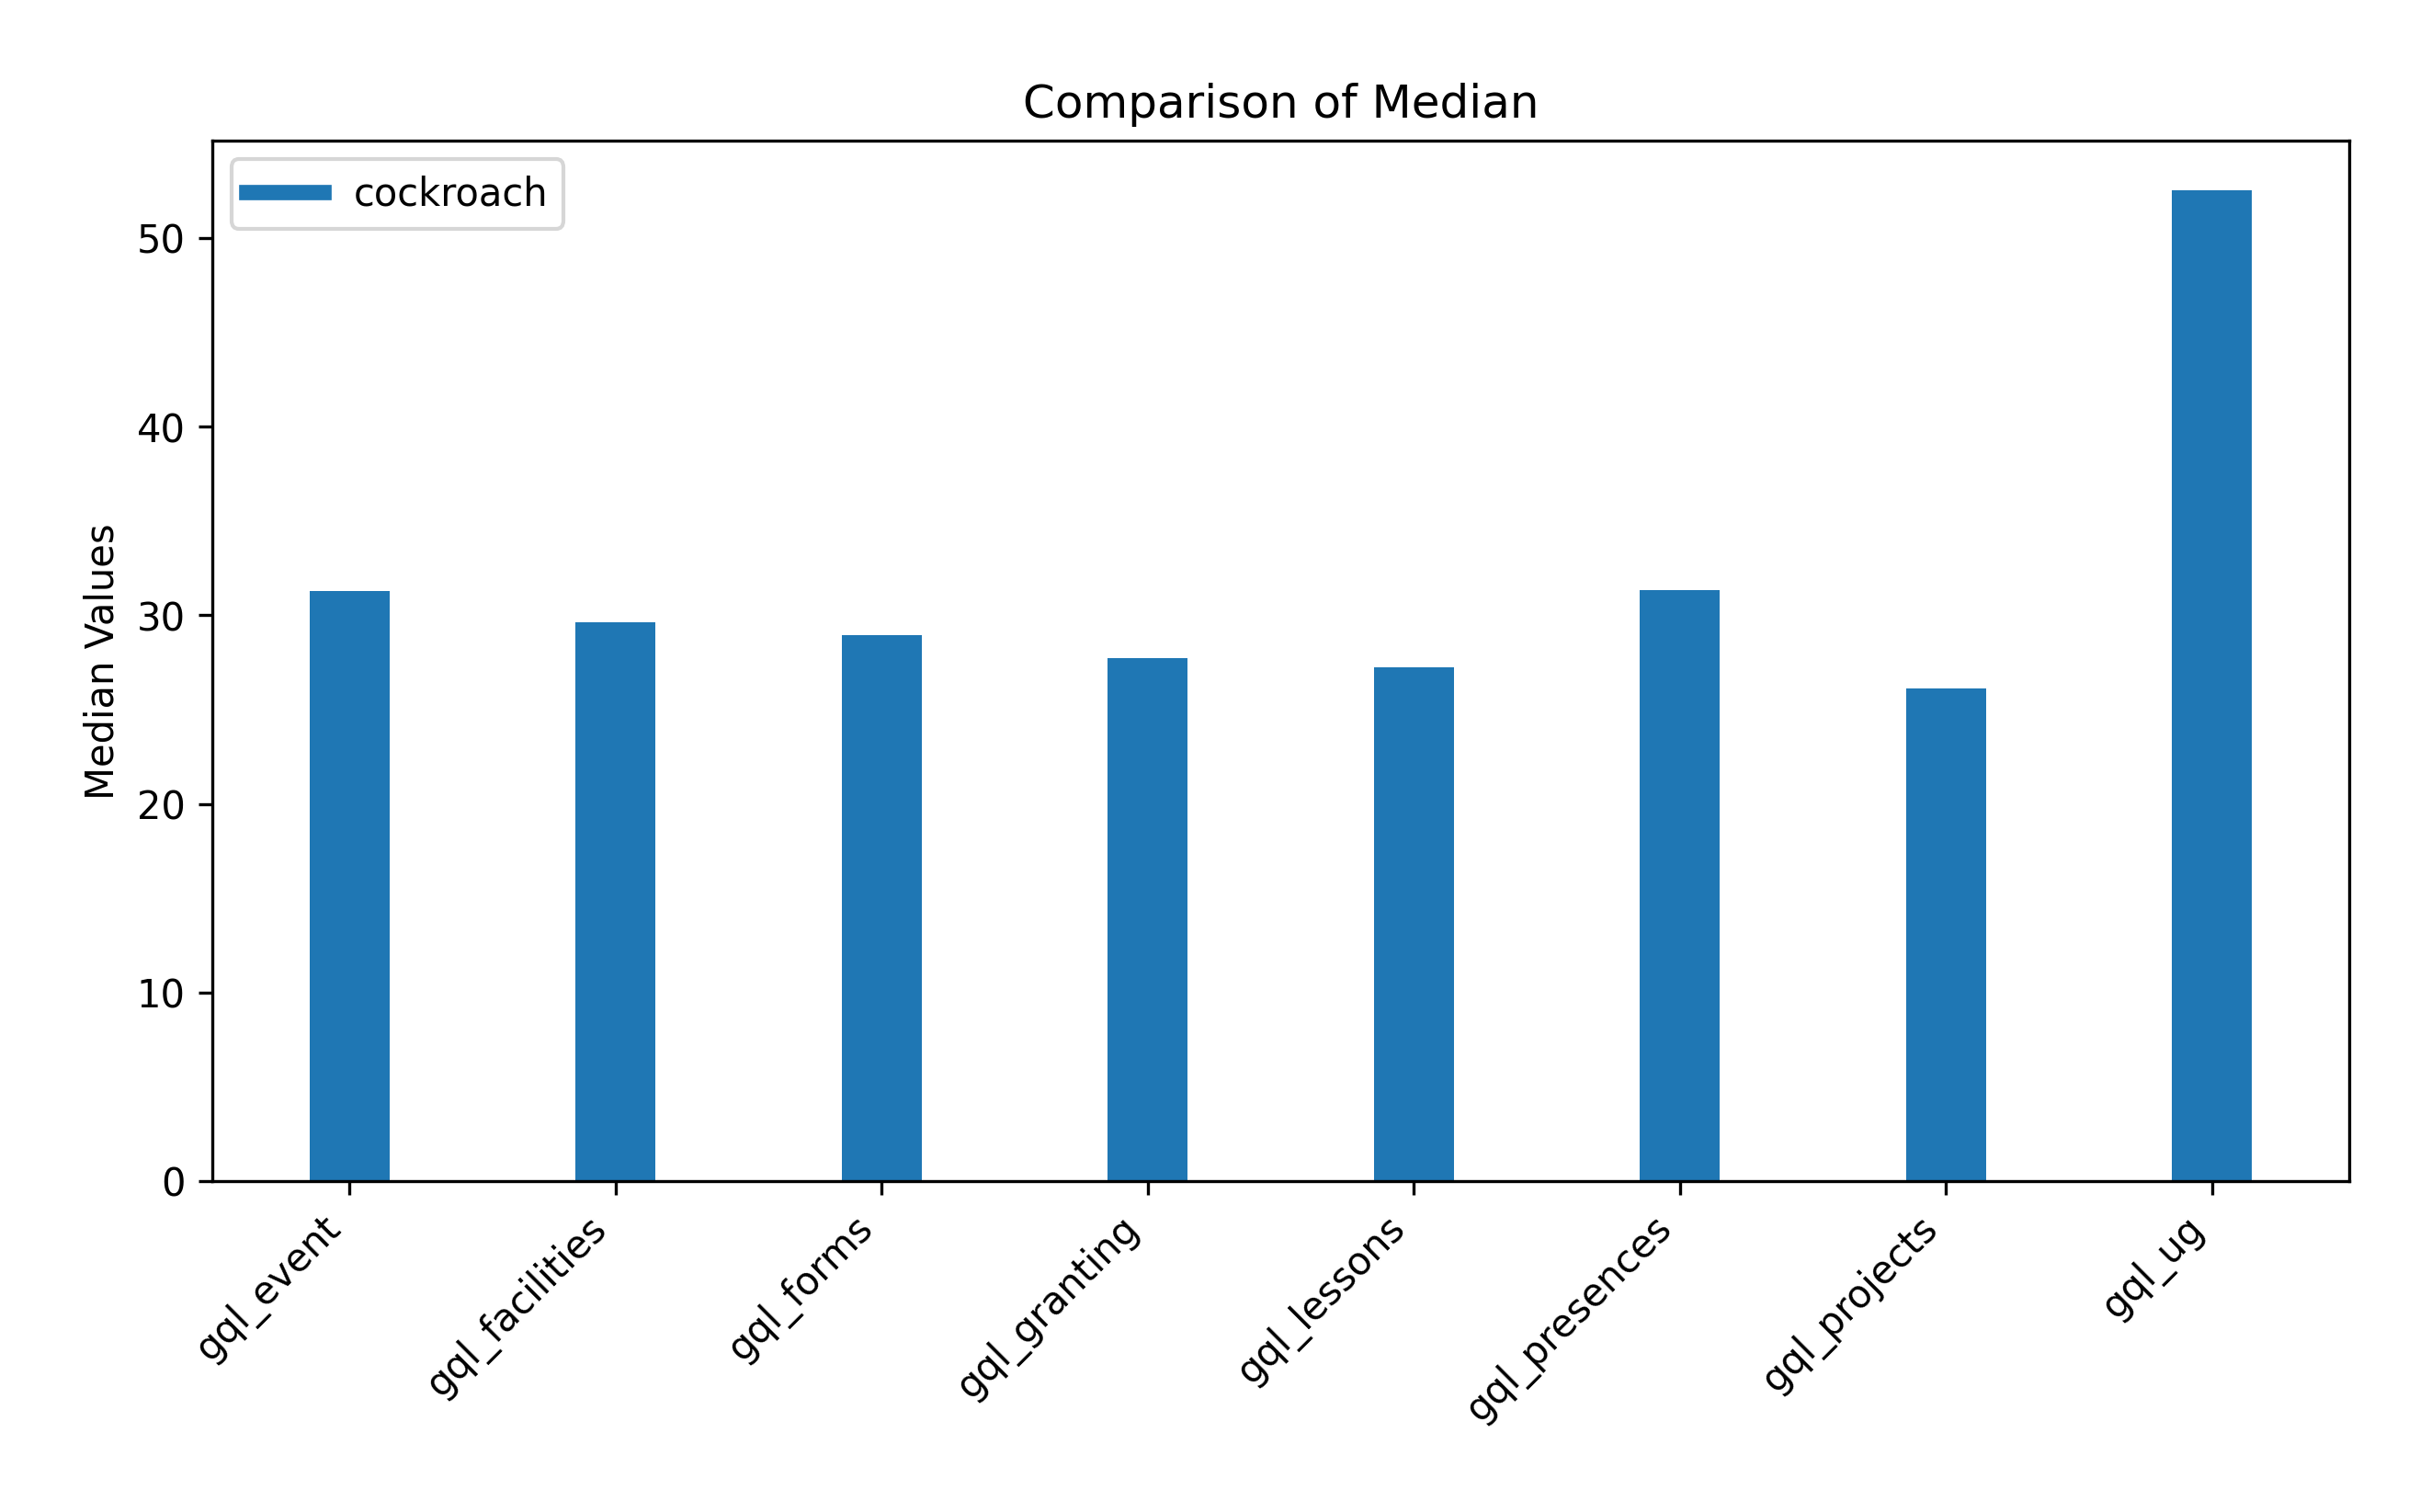 Comparison of Median
cockroach
Median Values
50
40
30
20
10
0
gql_event
gql_facilities
gql_forms
gql_granting
gql_lessons
gql_presences
gql_projects
gql_ug